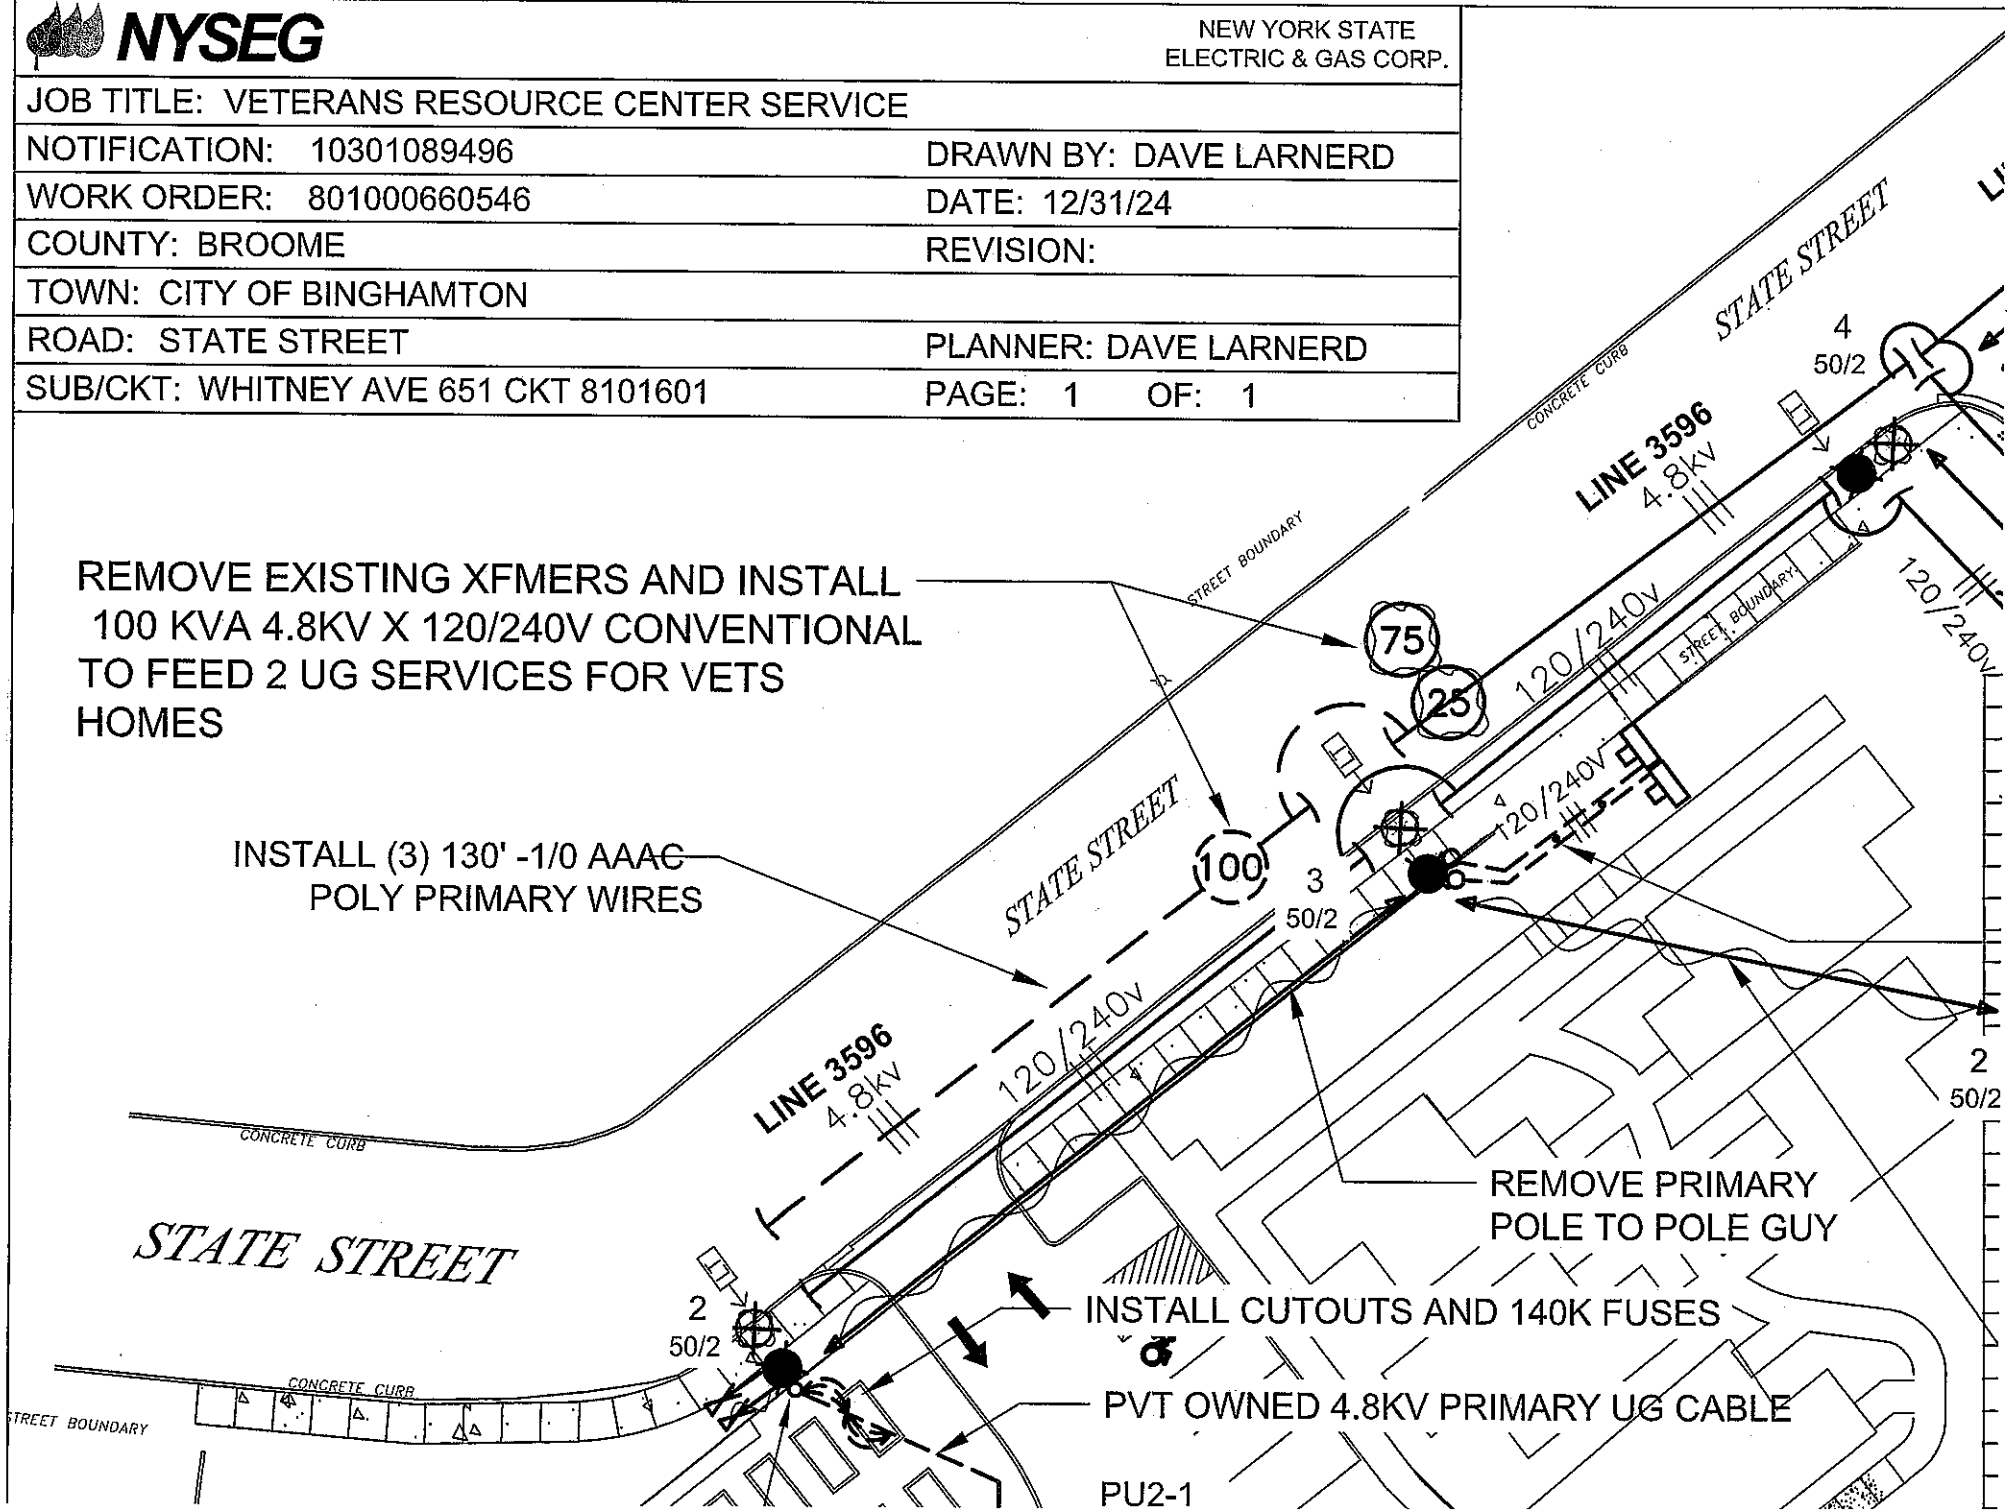 NYSEG
NEW YORK STATE
ELECTRIC & GAS CORP.
JOB TITLE: VETERANS RESOURCE CENTER SERVICE
NOTIFICATION: 10301089496
DRAWN BY: DAVE LARNERD
WORK ORDER: 801000660546
DATE: 12/31/24
COUNTY: BROOME
REVISION:
TOWN: CITY OF BINGHAMTON
ROAD: STATE STREET
PLANNER: DAVE LARNERD
SUB/CKT: WHITNEY AVE 651 CKT 8101601
PAGE: 1 OF: 1
STATE STREET
4
50/2
CONCRETE CURB
LINE 3596
4.8kv
STREET BOUNDARY
REMOVE EXISTING XFMERS AND INSTALL
100 KVA 4.8KV X 120/240V CONVENTIONAL
TO FEED 2 UG SERVICES FOR VETS
HOMES
75
25
120/240v
STREET BOUNDARY
120/240v
120/240V
INSTALL (3) 130' -1/0 AAAC
POLY PRIMARY WIRES
STATE STREET
100
3
50/2
120/240v
LINE 3596
4.8kv
2
50/2
CONCRETE CURB
REMOVE PRIMARY
POLE TO POLE GUY
STATE STREET
2
50/2
INSTALL CUTOUTS AND 140K FUSES
CONCRETE CURB
STREET BOUNDARY
PVT OWNED 4.8KV PRIMARY UG CABLE
PU2-1